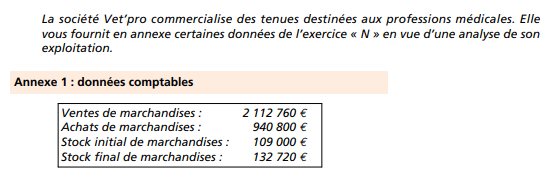 La société Vet'pro commercialise des tenues destinées aux professions médicales. Elle
vous fournit en annexe certaines données de l'exercice « N » en vue d'une analyse de son
exploitation.
Annexe 1 : données comptables
Ventes de marchandises : 2 112 760 €
Achats de marchandises : 940 800 €
Stock initial de marchandises : 109 000 €
Stock final de marchandises : 132 720 €